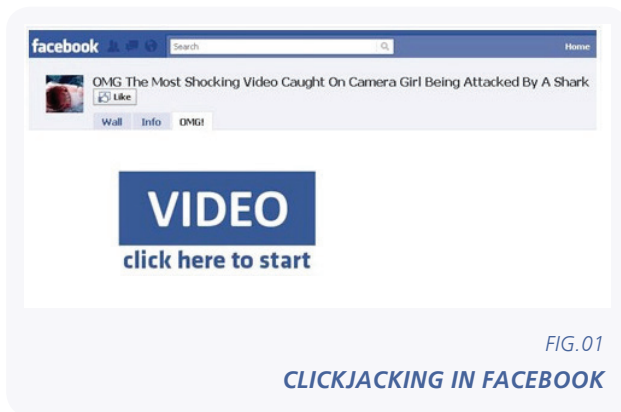 facebook Search Home
OMG The Most Shocking Video Caught On Camera Girl Being Attacked By A Shark
Like
Wall Info OMG!
VIDEO
click here to start
FIG.01
CLICKJACKING IN FACEBOOK